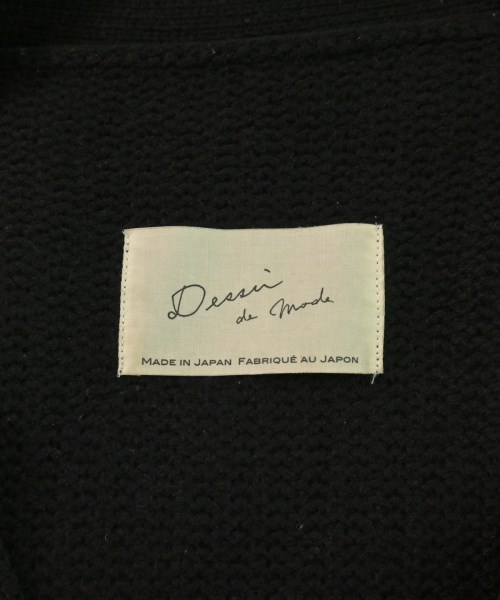 Dessin
de Mode
MADE IN JAPAN FABRIQUÉ AU JAPON